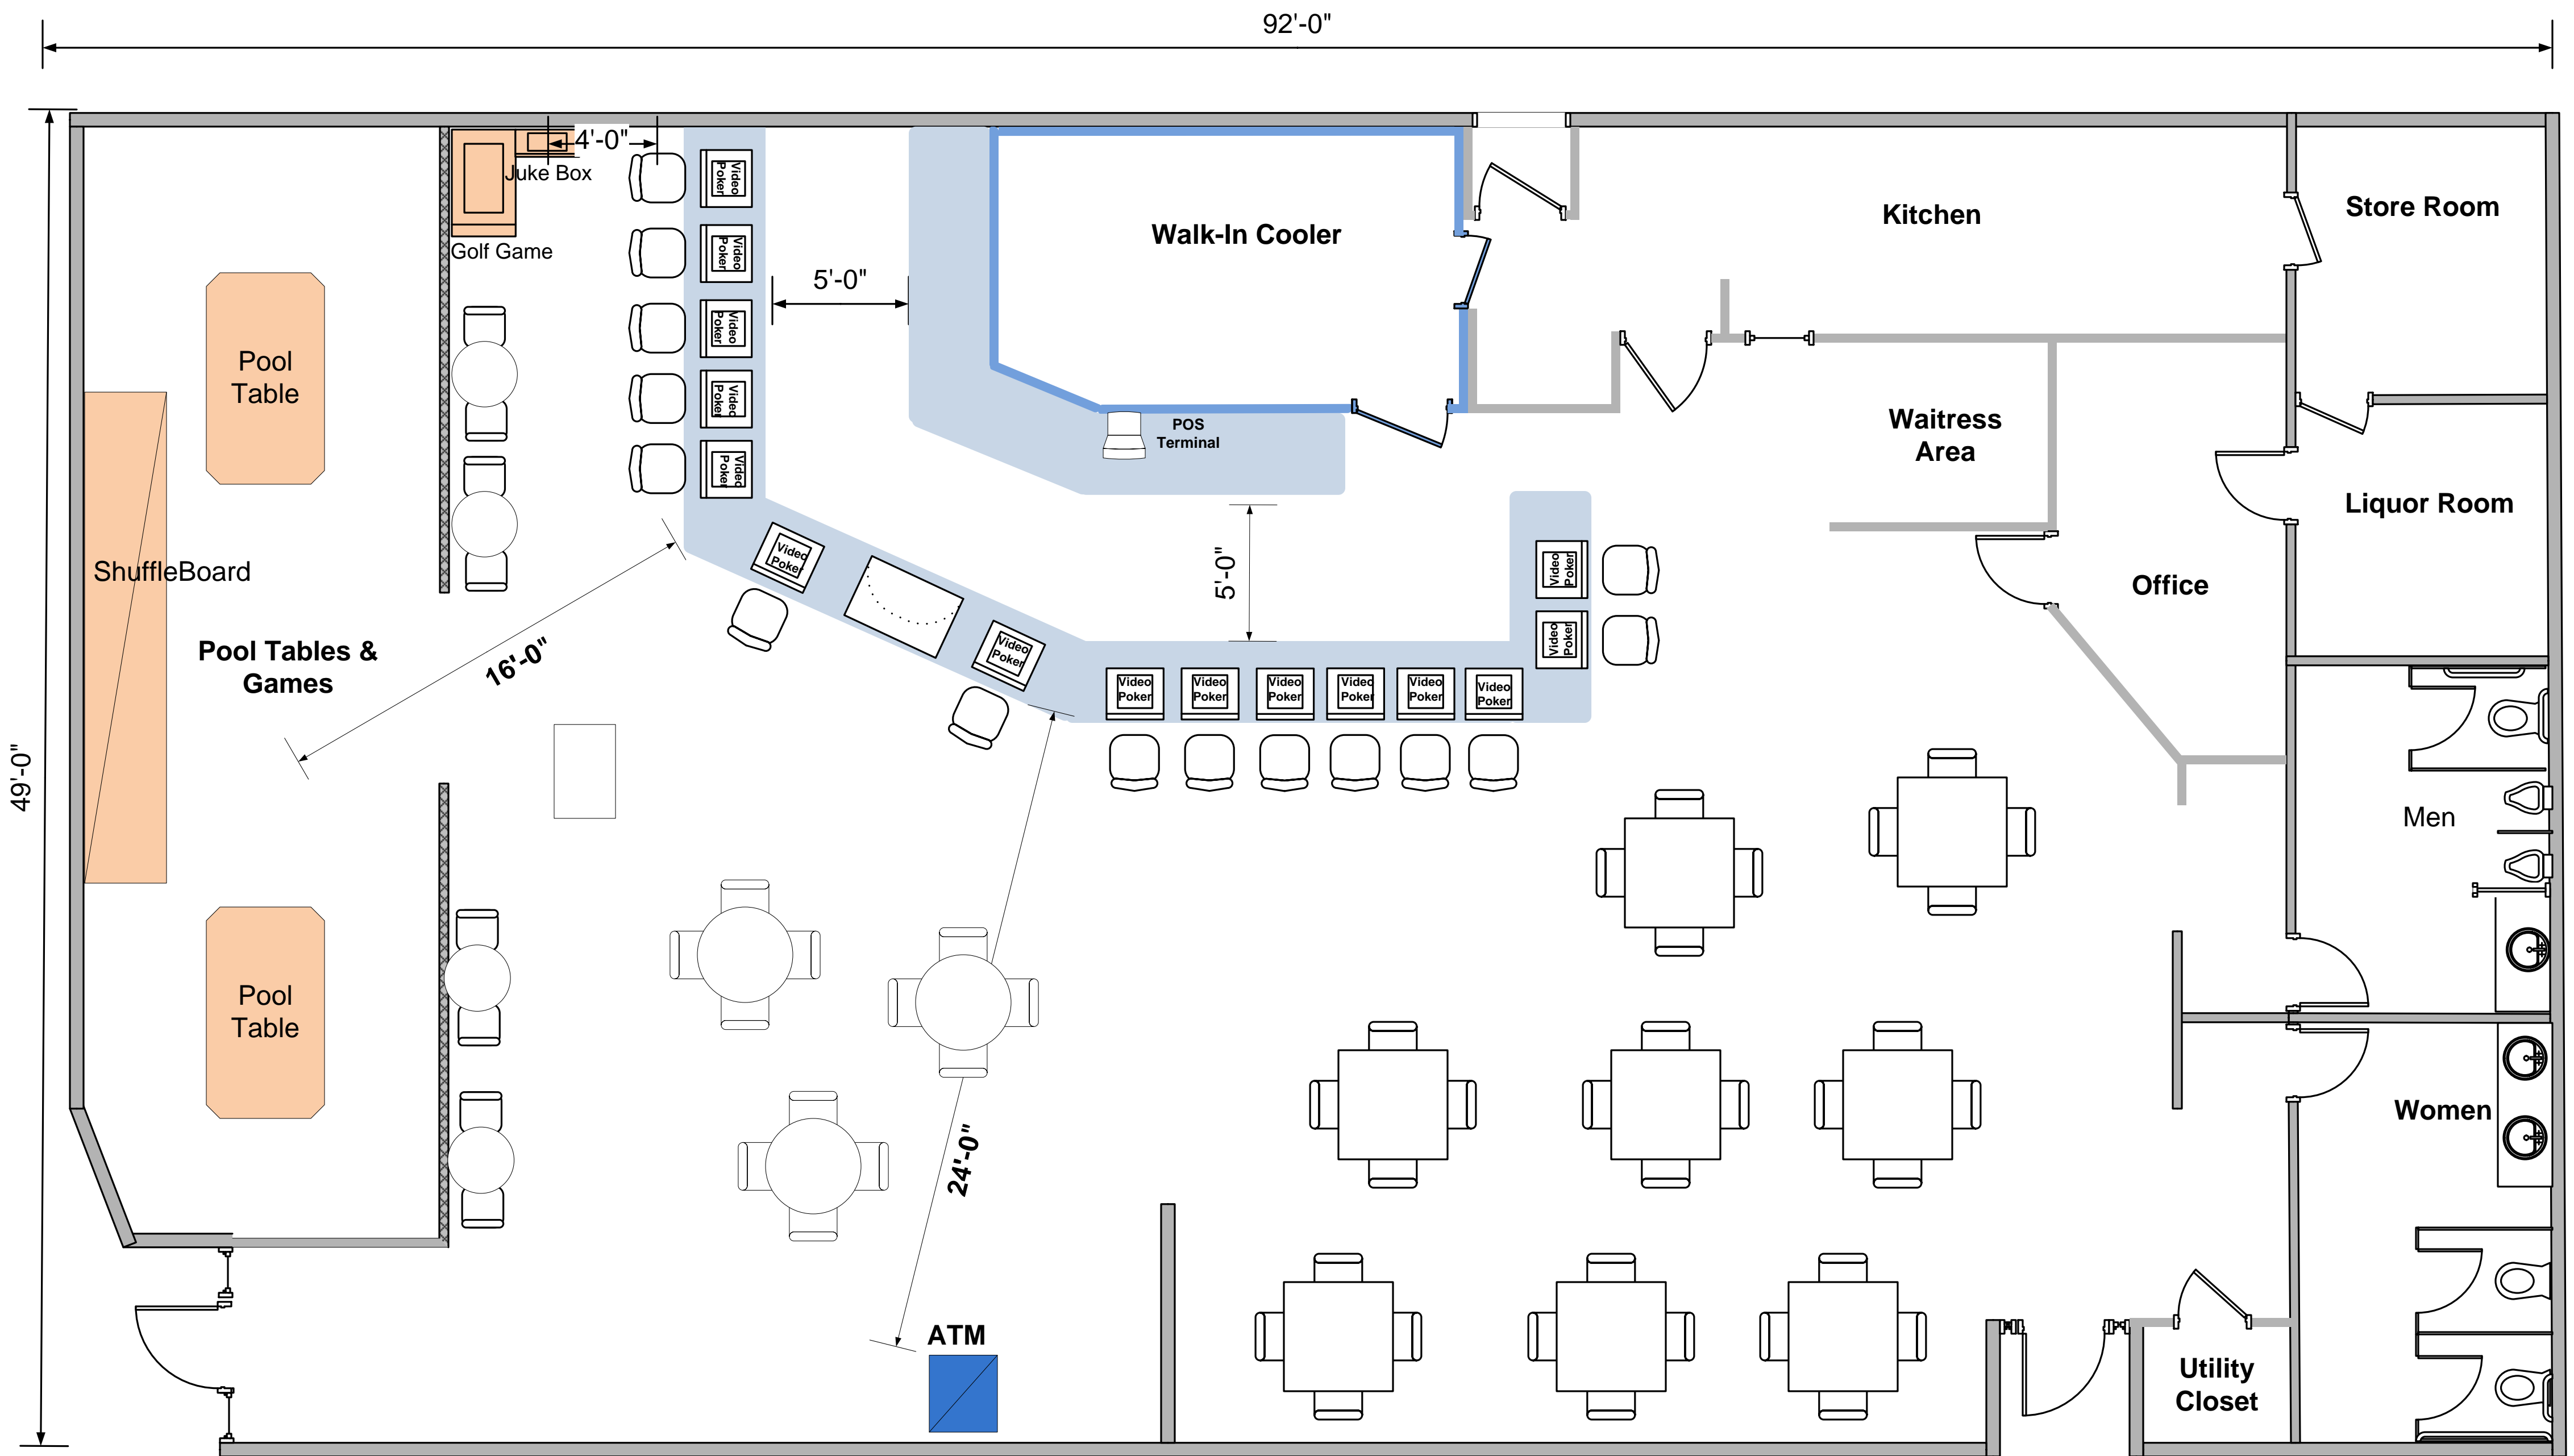 92'-0"
4'-0"
Juke Box
Golf Game
Video
Poker
Video
Poker
Video
Poker
Video
Poker
Video
Poker
5'-0"
Walk-In Cooler
Kitchen
Store Room
Pool
Table
POS
Terminal
Waitress
Area
Liquor Room
ShuffleBoard
Video
Poker
5'-0"
Video
Poker
Office
Pool Tables &
Games
16'-0"
Video
Poker
Video
Poker
Video
Poker
Video
Poker
Video
Poker
Video
Poker
Video
Poker
Video
Poker
49'-0"
Men
Pool
Table
Women
24'-0"
ATM
Utility
Closet